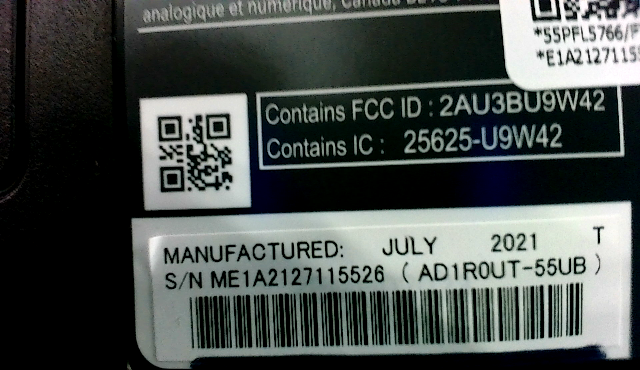 analogique et numérique, Canada
*55PFL5766/F
*E1A21271155
Contains FCC ID : 2AU3BU9W42
Contains IC : 25625-U9W42
MANUFACTURED: JULY 2021 T
S/N ME1A2127115526 ( AD1R0UT-55UB )